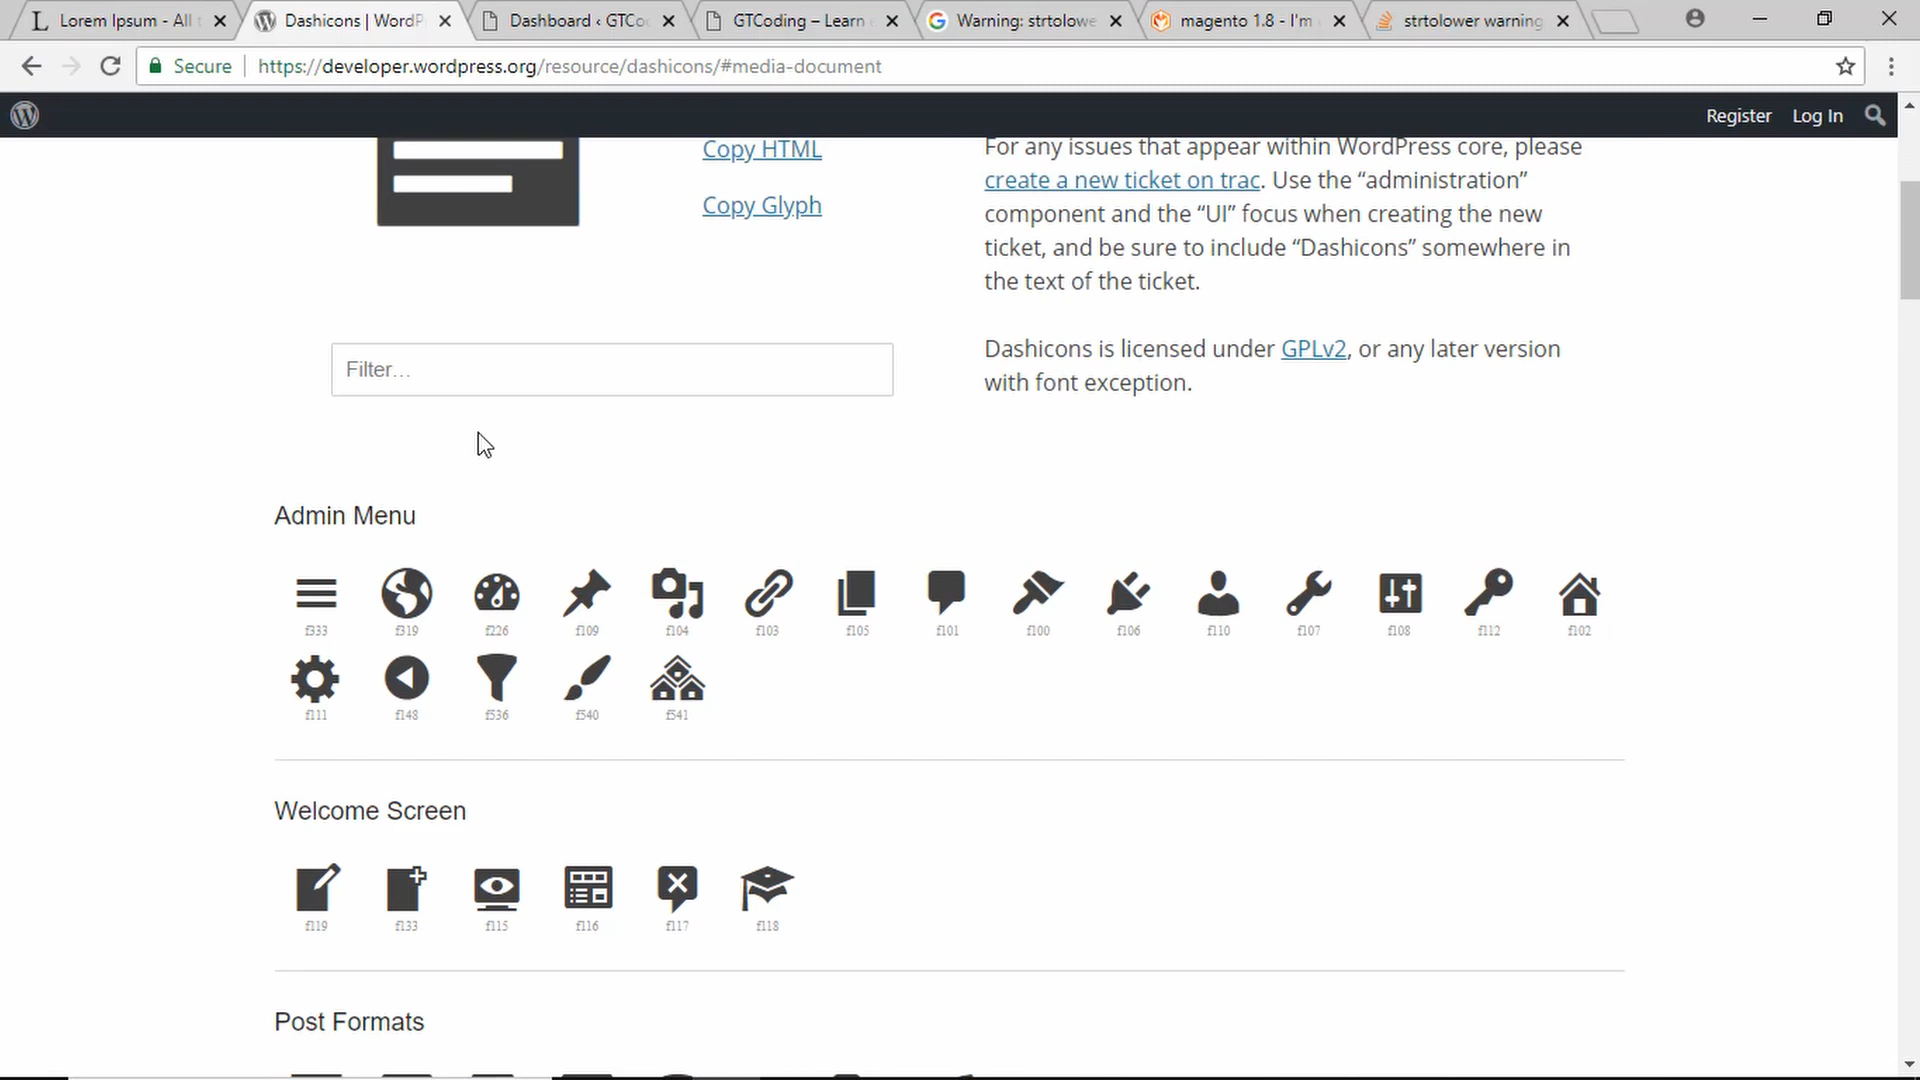 Lorem Ipsum - All t
Dashicons | WordP
Dashboard ‹ GTCo
GTCoding – Learn
Warning: strtolowe
magento 1.8 - I'm
strtolower warning
Secure
https://developer.wordpress.org/resource/dashicons/#media-document
Register
Log In
Copy HTML
Copy Glyph
For any issues that appear within WordPress core, please
create a new ticket on trac. Use the “administration”
component and the “UI” focus when creating the new
ticket, and be sure to include “Dashicons” somewhere in
the text of the ticket.
Filter...
Dashicons is licensed under GPLv2, or any later version
with font exception.
Admin Menu
f333 f319 f226 f109 f104 f103 f105 f101 f100 f106 f110 f107 f108 f112 f102
f111 f148 f536 f540 f541
Welcome Screen
f119 f133 f115 f116 f117 f118
Post Formats